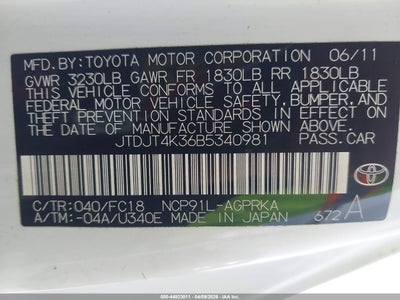 MFD.BY:TOYOTA MOTOR CORPORATION 06/11
GVWR 3230LB GAWR FR 1830LB RR 1830LB
THIS VEHICLE CONFORMS TO ALL APPLICABLE
FEDERAL MOTOR VEHICLE SAFETY, BUMPER, AND
THEFT PREVENTION STANDARDS IN EFFECT ON
THE DATE OF MANUFACTURE SHOWN ABOVE.
JTDJT4K36B5340981 PASS.CAR
C/TR:040/FC18 NCP91L-AGPRKA
A/TM:-04A/U340E MADE IN JAPAN 672A
TOYOTA